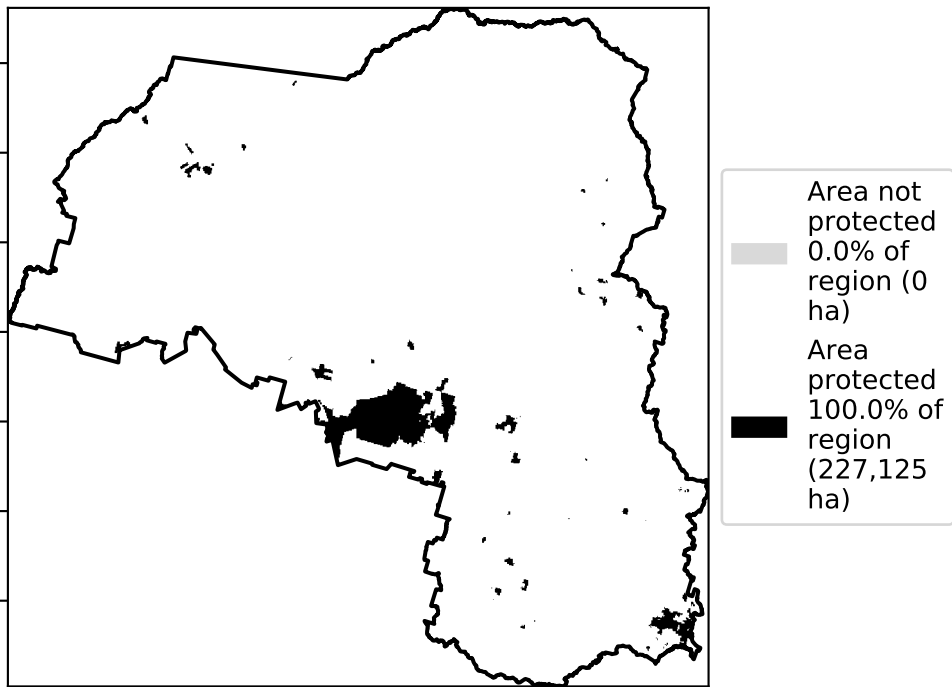 Area not
protected
0.0% of
region (0
ha)
Area
protected
100.0% of
region
(227,125
ha)